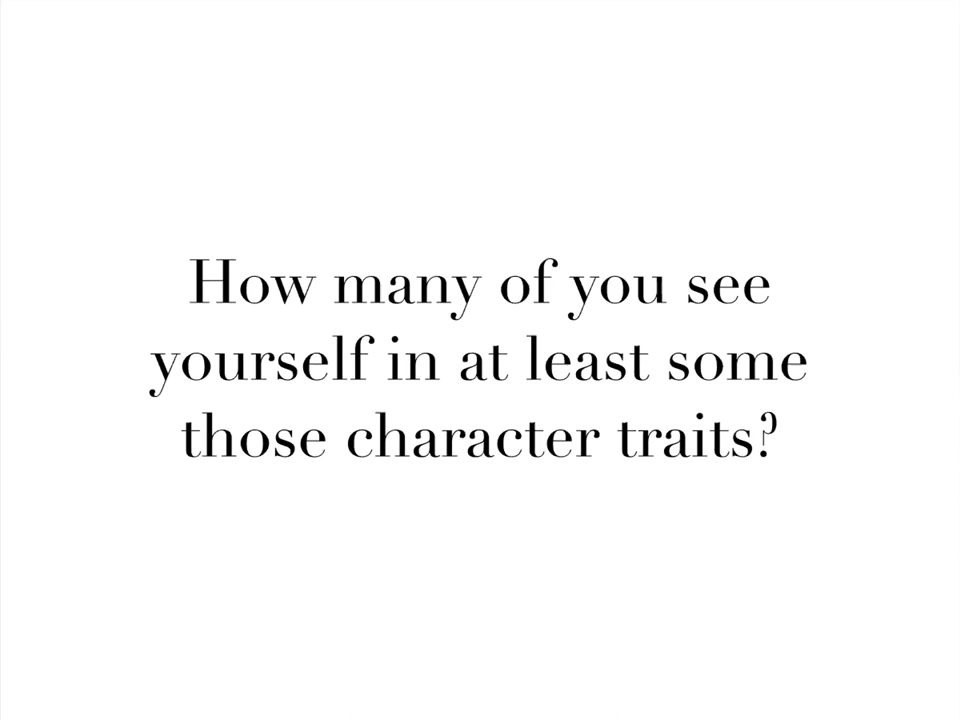 How many of you see
yourself in at least some
those character traits?